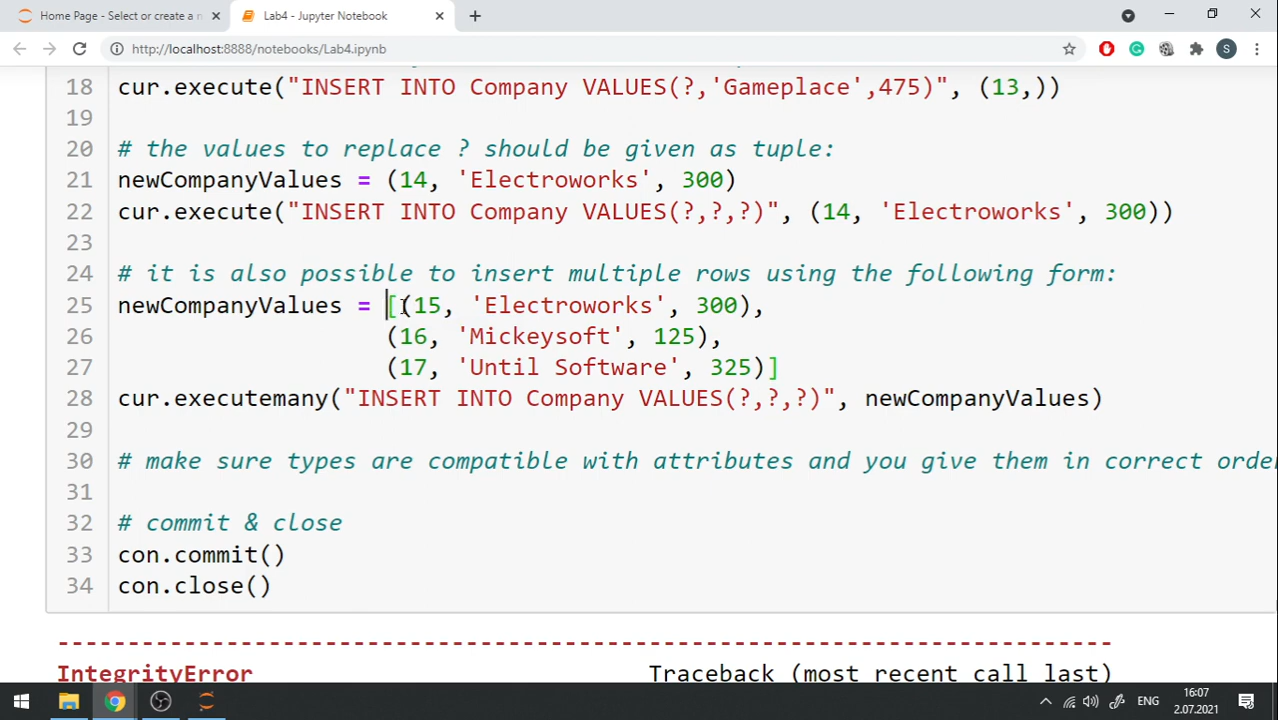 Home Page - Select or create a n
Lab4 - Jupyter Notebook
http://localhost:8888/notebooks/Lab4.ipynb
S
18 cur.execute("INSERT INTO Company VALUES(?,'Gameplace',475)", (13,))
19
20 # the values to replace ? should be given as tuple:
21 newCompanyValues = (14, 'Electroworks', 300)
22 cur.execute("INSERT INTO Company VALUES(?,?,?)", (14, 'Electroworks', 300))
23
24 # it is also possible to insert multiple rows using the following form:
25 newCompanyValues = [(15, 'Electroworks', 300),
26 (16, 'Mickeysoft', 125),
27 (17, 'Until Software', 325)]
28 cur.executemany("INSERT INTO Company VALUES(?,?,?)", newCompanyValues)
29
30 # make sure types are compatible with attributes and you give them in correct order
31
32 # commit & close
33 con.commit()
34 con.close()
---------------------------------------------------------------------------
IntegrityError Traceback (most recent call last)
ENG
16:07
2.07.2021